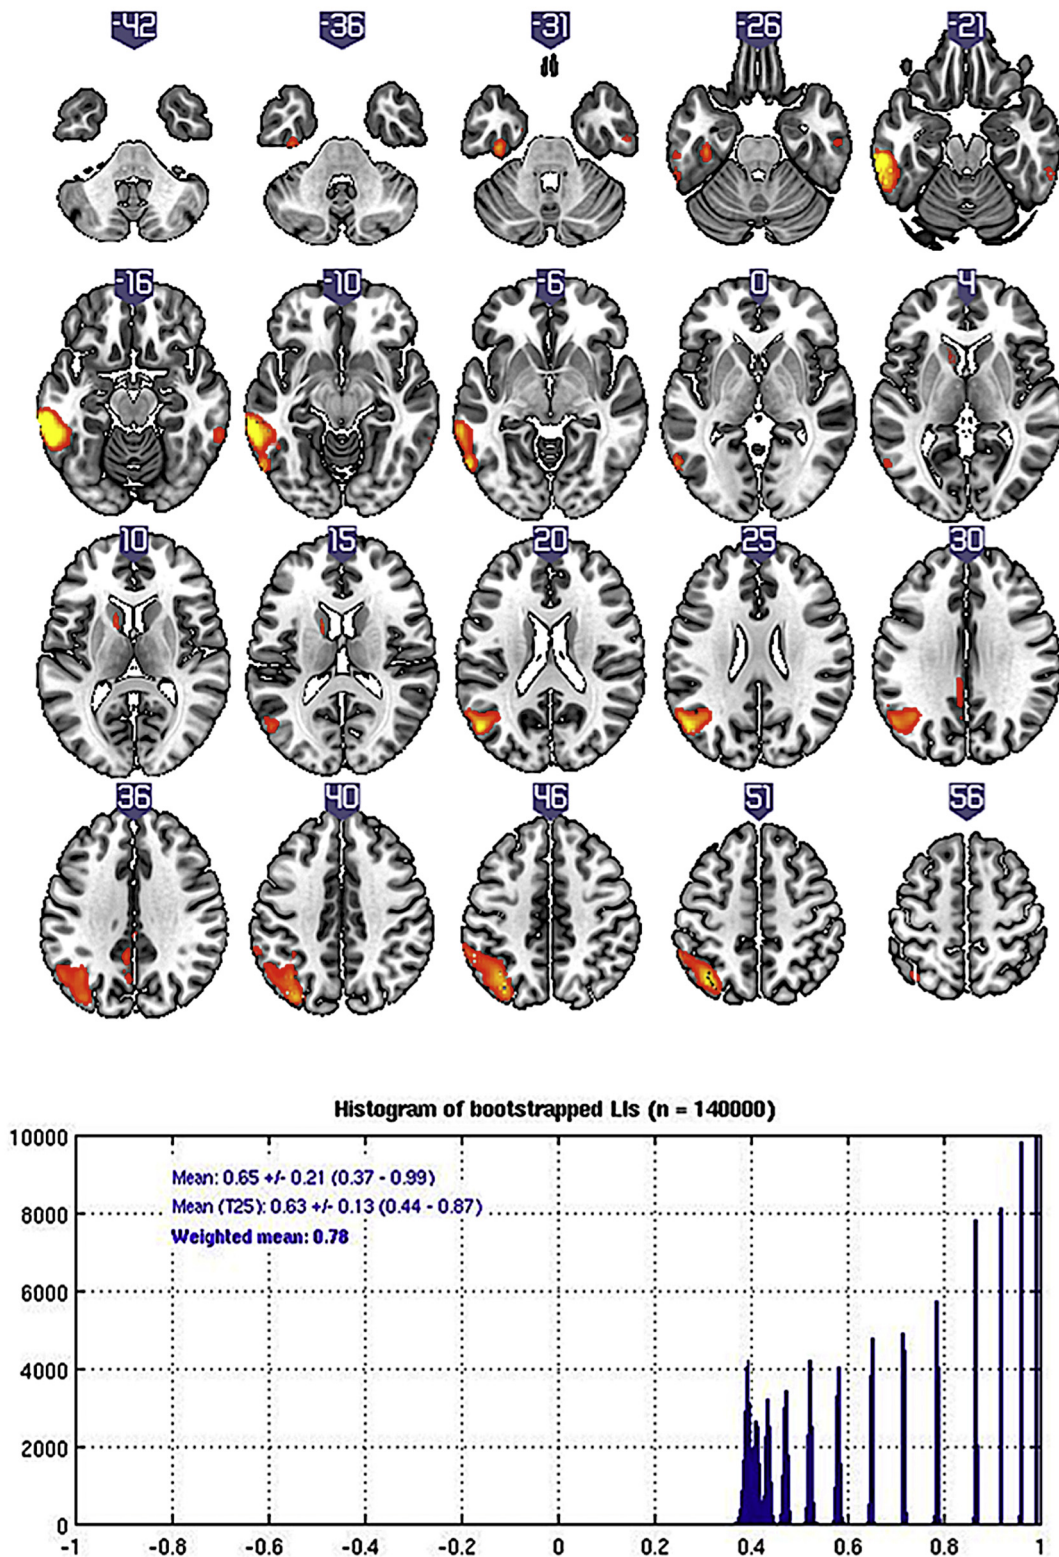 -42 -36 -31 -26 -21
-16 -10 -6 0 4
10 15 20 25 30
36 40 46 51 56
Histogram of bootstrapped LIs (n = 140000)
10000
Mean: 0.65 +/- 0.21 (0.37 - 0.99)
Mean (T25): 0.63 +/- 0.13 (0.44 - 0.87)
8000
Weighted mean: 0.78
6000
4000
2000
0
-1 -0.8 -0.6 -0.4 -0.2 0 0.2 0.4 0.6 0.8 1